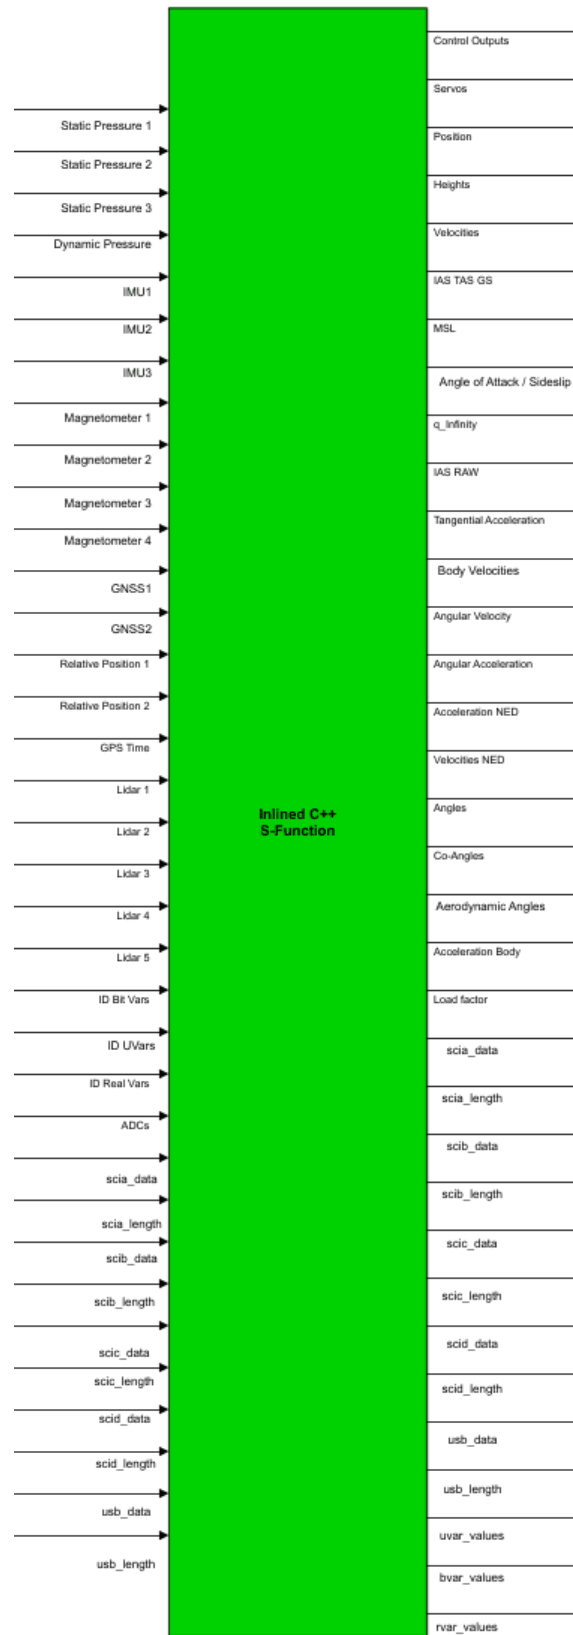 Static Pressure 1
Static Pressure 2
Static Pressure 3
Dynamic Pressure
IMU1
IMU2
IMU3
Magnetometer 1
Magnetometer 2
Magnetometer 3
Magnetometer 4
GNSS1
GNSS2
Relative Position 1
Relative Position 2
GPS Time
Lidar 1
Lidar 2
Lidar 3
Lidar 4
Lidar 5
ID Bit Vars
ID UVars
ID Real Vars
ADCs
scia_data
scia_length
scib_data
scib_length
scic_data
scic_length
scid_data
scid_length
usb_data
usb_length
Inlined C++
S-Function
Control Outputs
Servos
Position
Heights
Velocities
IAS TAS GS
MSL
Angle of Attack / Sideslip
q_Infinity
IAS RAW
Tangential Acceleration
Body Velocities
Angular Velocity
Angular Acceleration
Acceleration NED
Velocities NED
Angles
Co-Angles
Aerodynamic Angles
Acceleration Body
Load factor
scia_data
scia_length
scib_data
scib_length
scic_data
scic_length
scid_data
scid_length
usb_data
usb_length
uvar_values
bvar_values
rvar_values